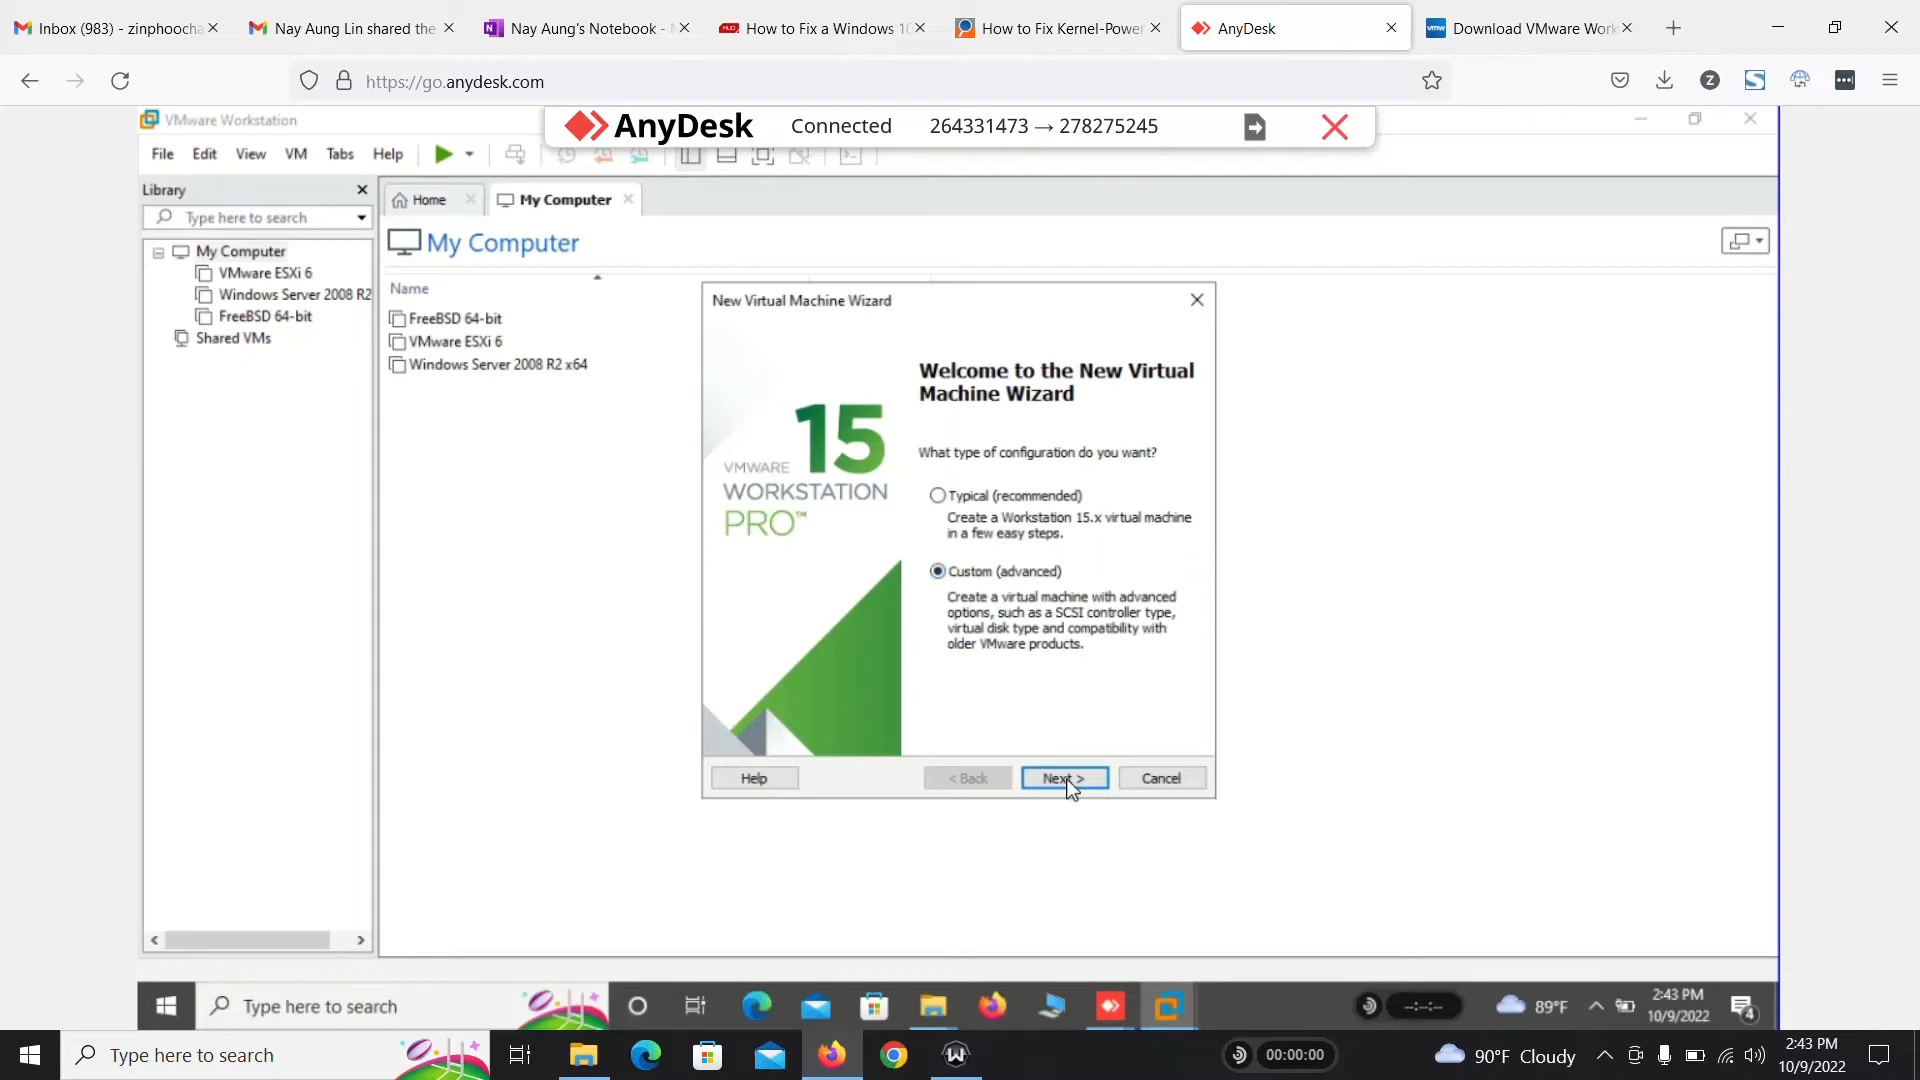 Inbox (983) - zinphoocha
Nay Aung Lin shared the
Nay Aung's Notebook -
How to Fix a Windows 10
How to Fix Kernel-Power
AnyDesk
Download VMware Work
https://go.anydesk.com
VMware Workstation
AnyDesk Connected 264331473 → 278275245
File Edit View VM Tabs Help
Library
Home
My Computer
Type here to search
My Computer
My Computer
VMware ESXi 6
Windows Server 2008 R2
FreeBSD 64-bit
Shared VMs
Name
FreeBSD 64-bit
VMware ESXi 6
Windows Server 2008 R2 x64
New Virtual Machine Wizard
Welcome to the New Virtual
Machine Wizard
15
VMWARE
WORKSTATION
PRO™
What type of configuration do you want?
Typical (recommended)
Create a Workstation 15.x virtual machine
in a few easy steps.
Custom (advanced)
Create a virtual machine with advanced
options, such as a SCSI controller type,
virtual disk type and compatibility with
older VMware products.
Help
< Back
Next >
Cancel
Type here to search
--:--:--
89°F
2:43 PM
10/9/2022
4
Type here to search
00:00:00
90°F Cloudy
2:43 PM
10/9/2022